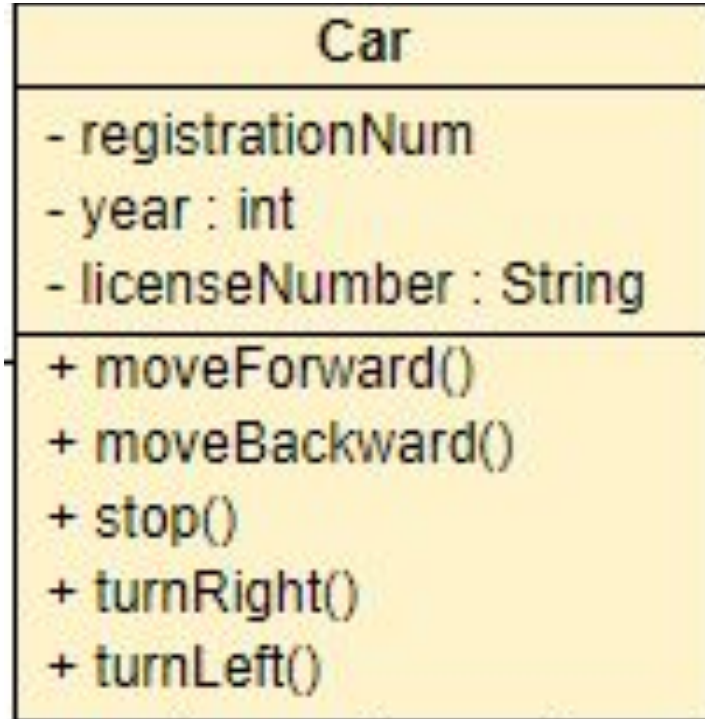 Car
- registrationNum
- year : int
- licenseNumber : String
+ moveForward()
+ moveBackward()
+ stop()
+ turnRight()
+ turnLeft()